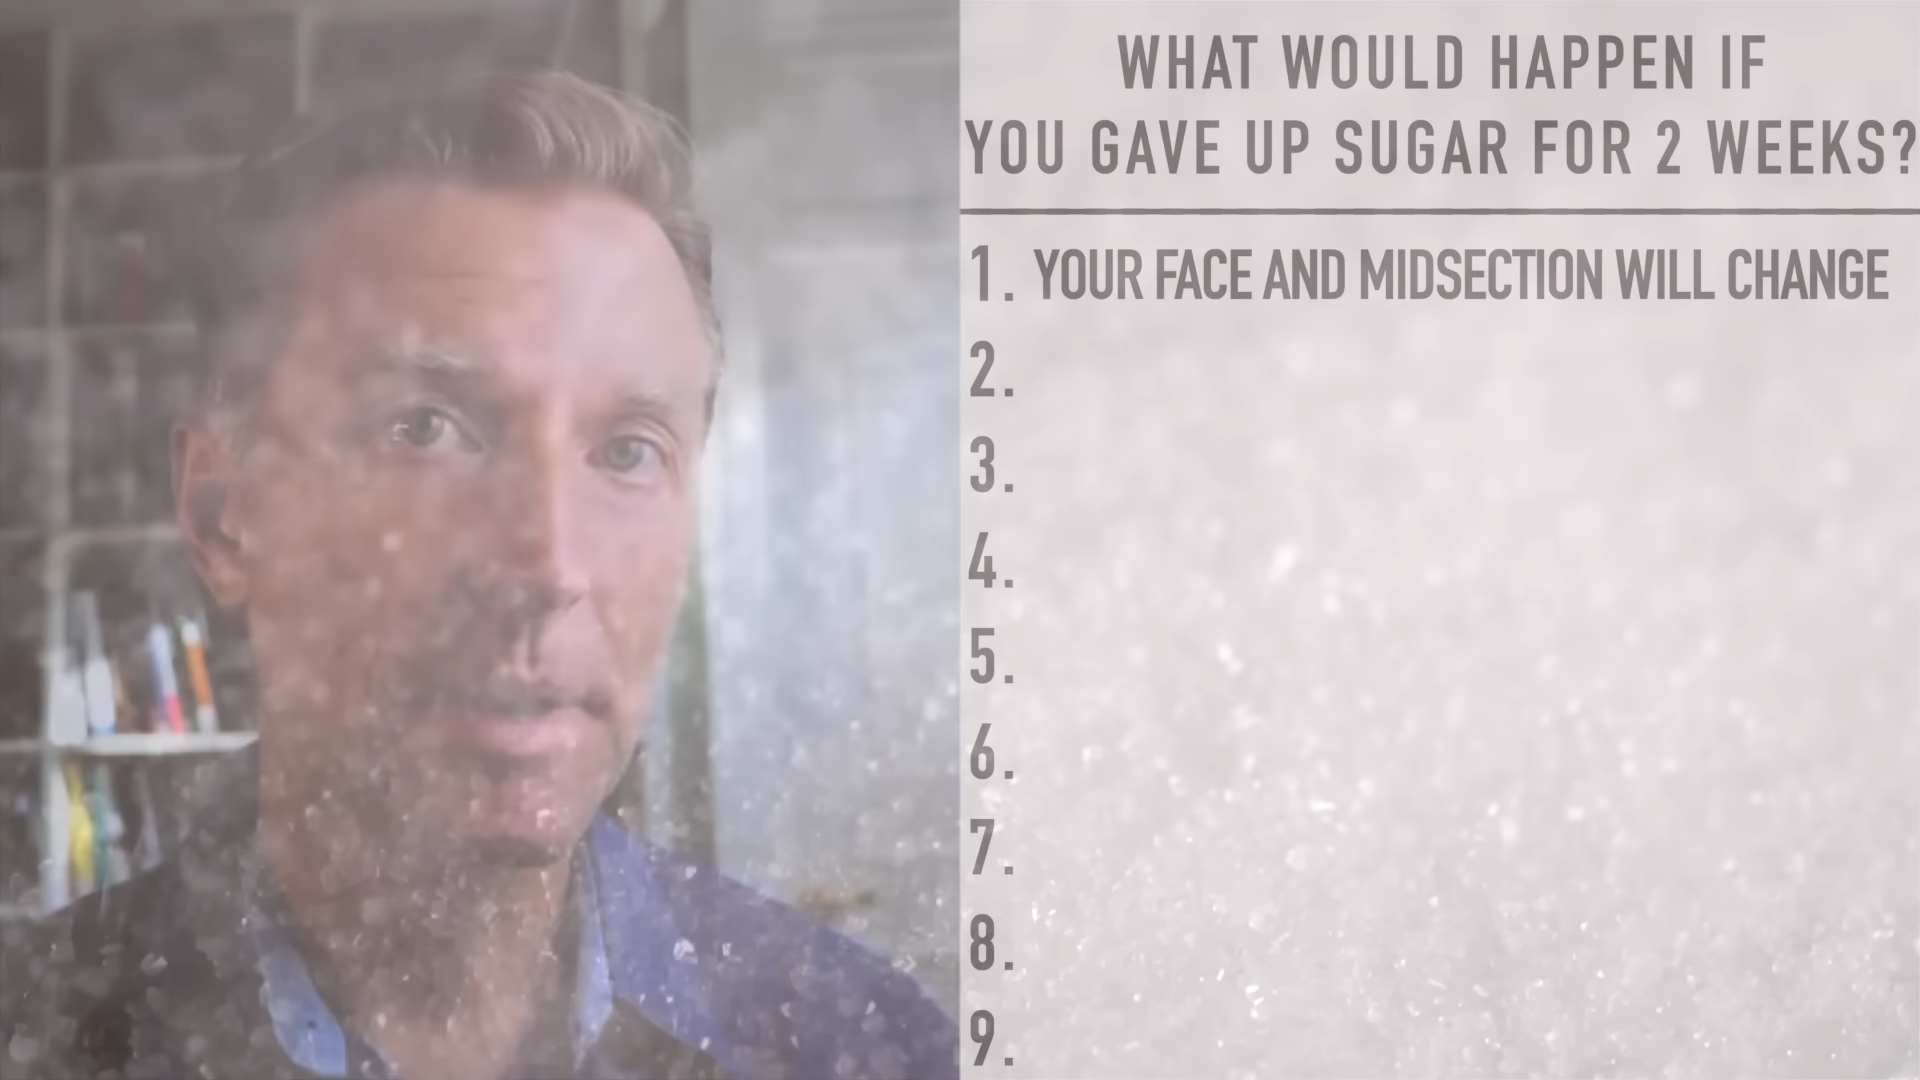 WHAT WOULD HAPPEN IF
YOU GAVE UP SUGAR FOR 2 WEEKS?
1. YOUR FACE AND MIDSECTION WILL CHANGE
2.
3.
4.
5.
6.
7.
8.
9.